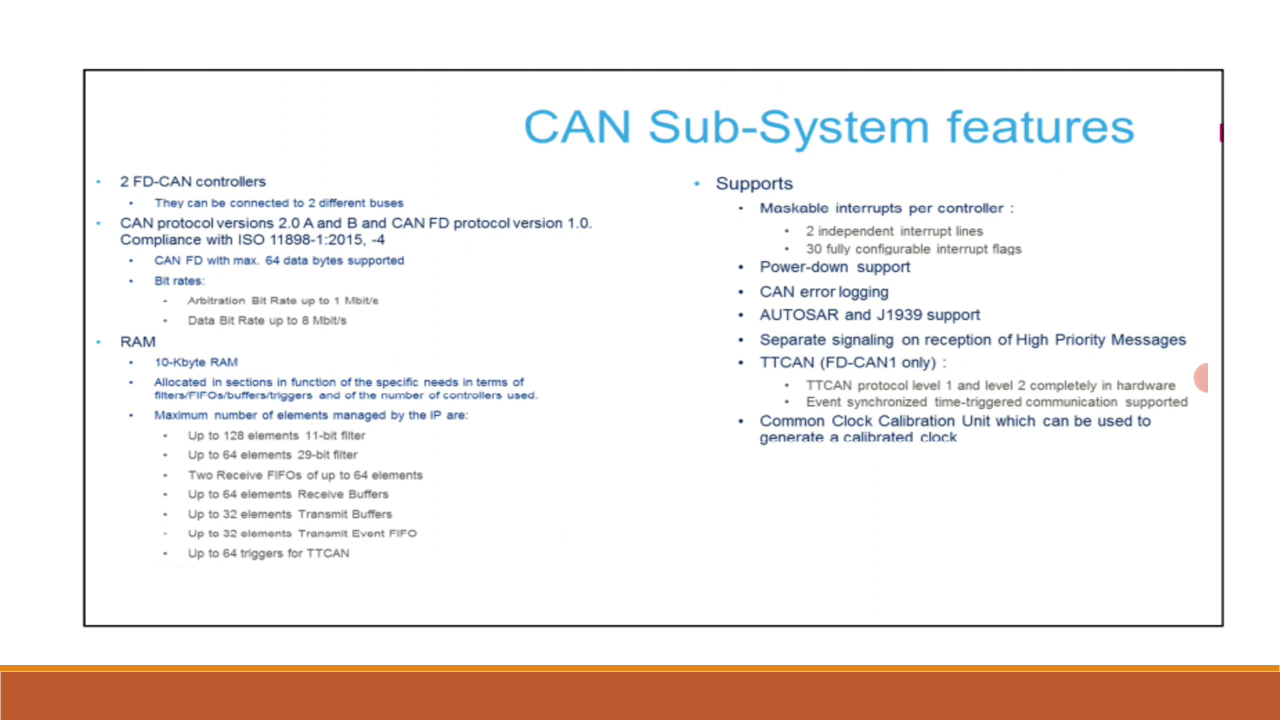 CAN Sub-System features
• 2 FD-CAN controllers
• They can be connected to 2 different buses
• CAN protocol versions 2.0 A and B and CAN FD protocol version 1.0.
Compliance with ISO 11898-1:2015, -4
• CAN FD with max. 64 data bytes supported
• Bit rates:
• Arbitration Bit Rate up to 1 Mbit/s
• Data Bit Rate up to 8 Mbit/s
• RAM
• 10-Kbyte RAM
• Allocated in sections in function of the specific needs in terms of
filters/FIFOs/buffers/triggers and of the number of controllers used.
• Maximum number of elements managed by the IP are:
• Up to 128 elements 11-bit filter
• Up to 64 elements 29-bit filter
• Two Receive FIFOs of up to 64 elements
• Up to 64 elements Receive Buffers
• Up to 32 elements Transmit Buffers
• Up to 32 elements Transmit Event FIFO
• Up to 64 triggers for TTCAN
• Supports
• Maskable interrupts per controller :
• 2 independent interrupt lines
• 30 fully configurable interrupt flags
• Power-down support
• CAN error logging
• AUTOSAR and J1939 support
• Separate signaling on reception of High Priority Messages
• TTCAN (FD-CAN1 only) :
• TTCAN protocol level 1 and level 2 completely in hardware
• Event synchronized time-triggered communication supported
• Common Clock Calibration Unit which can be used to
generate a calibrated clock